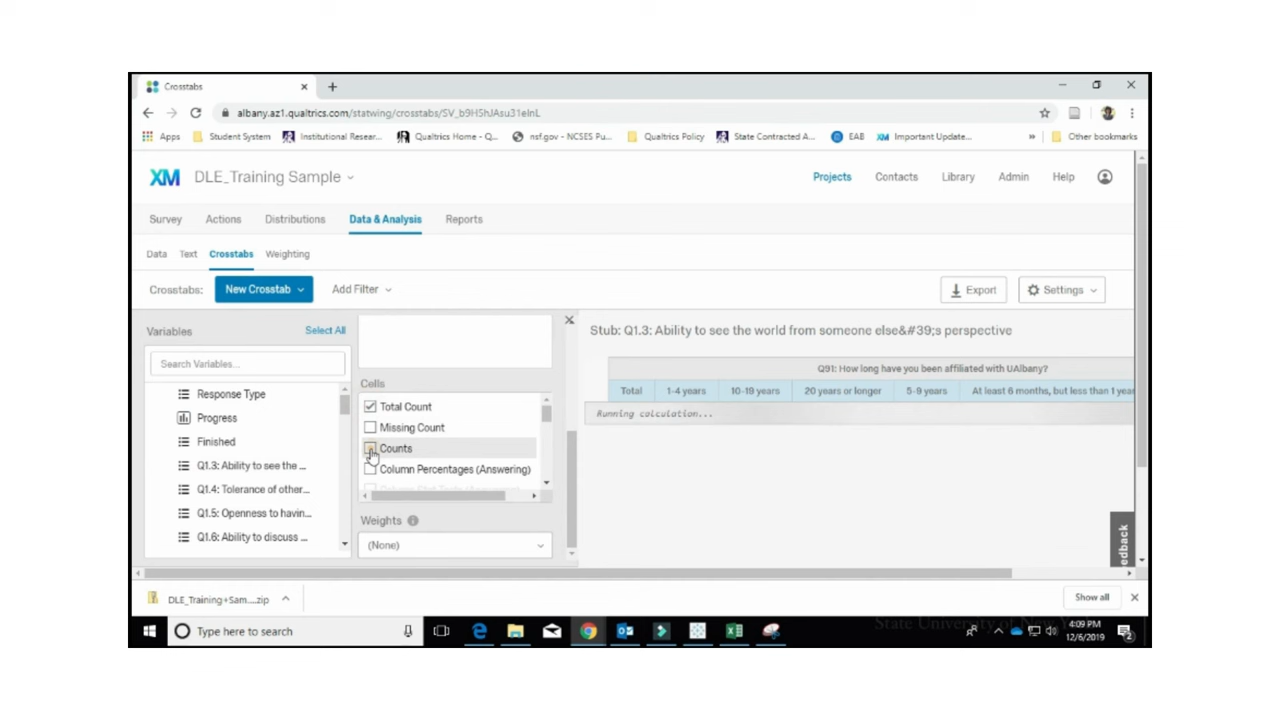 Crosstabs
albany.az1.qualtrics.com/statwing/crosstabs/SV_b9H5hJAsu31eInL
Apps Student System Institutional Resear... Qualtrics Home - Q... nsf.gov - NCSES Pu... Qualtrics Policy State Contracted A... EAB XM Important Update... » Other bookmarks
XM DLE_Training Sample Projects Contacts Library Admin Help
Survey Actions Distributions Data & Analysis Reports
Data Text Crosstabs Weighting
Crosstabs: New Crosstab Add Filter Export Settings
Variables Select All
Search Variables...
Response Type
Progress
Finished
Q1.3: Ability to see the ...
Q1.4: Tolerance of other...
Q1.5: Openness to havin...
Q1.6: Ability to discuss ...
Cells
Total Count
Missing Count
Counts
Column Percentages (Answering)
Weights
(None)
Stub: Q1.3: Ability to see the world from someone else&#39;s perspective
Q91: How long have you been affiliated with UAlbany?
Total 1-4 years 10-19 years 20 years or longer 5-9 years At least 6 months, but less than 1 year
Running calculation...
edback
DLE_Training+Sam....zip Show all
Type here to search
State University of New Y
4:09 PM
12/6/2019
2